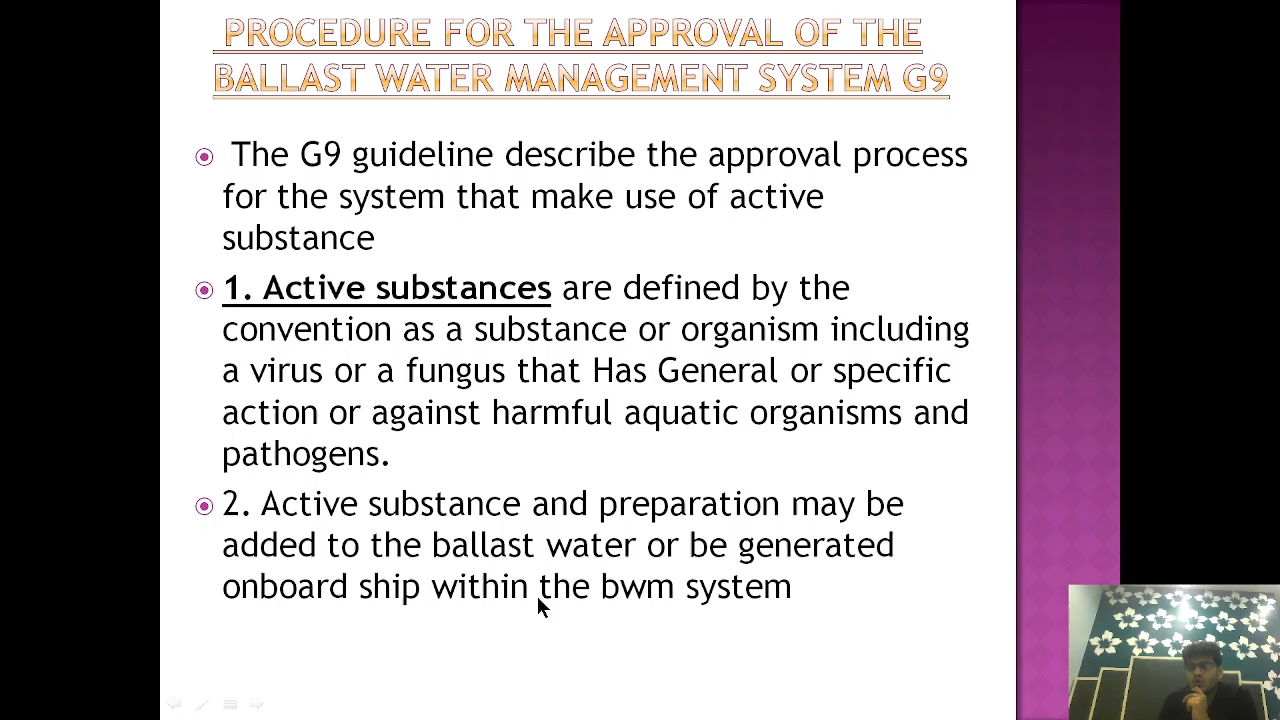 PROCEDURE FOR THE APPROVAL OF THE
BALLAST WATER MANAGEMENT SYSTEM G9
The G9 guideline describe the approval process
for the system that make use of active
substance
1. Active substances are defined by the
convention as a substance or organism including
a virus or a fungus that Has General or specific
action or against harmful aquatic organisms and
pathogens.
2. Active substance and preparation may be
added to the ballast water or be generated
onboard ship within the bwm system